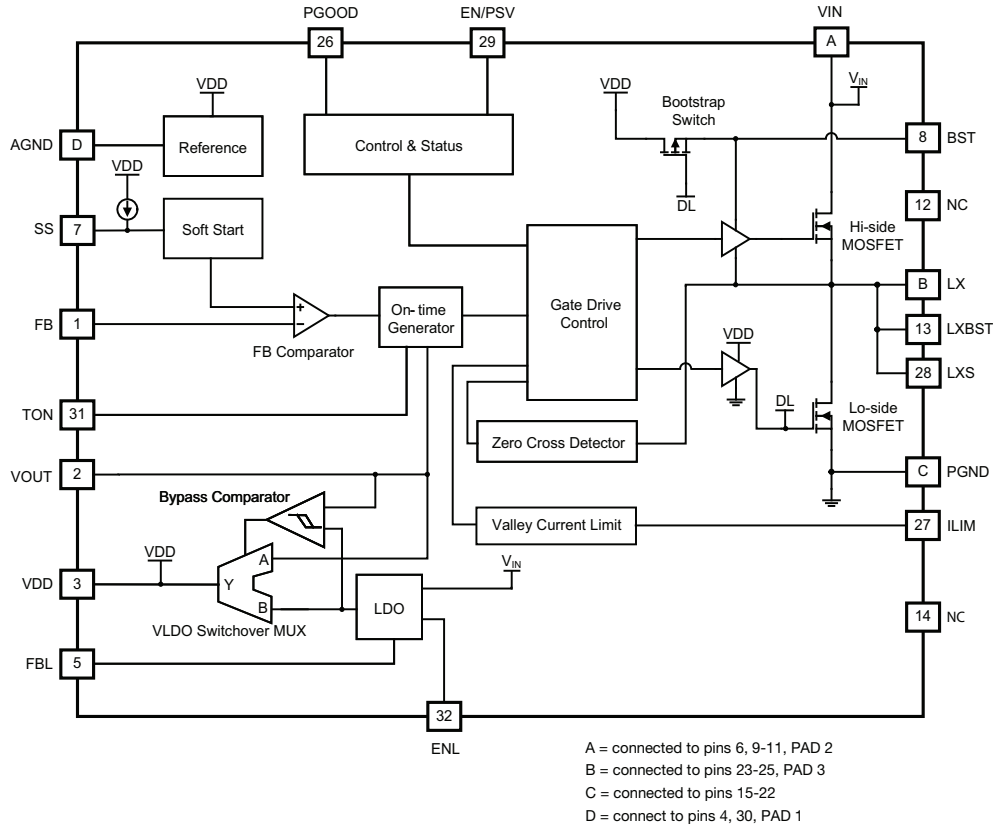 PGOOD
EN/PSV
VIN
26
29
A
VDD
VDD
Bootstrap
Switch
VIN
AGND
D
Reference
Control & Status
8
BST
VDD
DL
12
NC
SS
7
Soft Start
Hi-side
MOSFET
Gate Drive
Control
B
LX
FB
1
+
−
On-time
Generator
FB Comparator
VDD
13
LXBST
28
LXS
TON
31
DL
Lo-side
MOSFET
Zero Cross Detector
VOUT
2
C
PGND
Bypass Comparator
Valley Current Limit
27
ILIM
VDD
A
VIN
VDD
3
Y
B
LDO
VLDO Switchover MUX
14
NC
FBL
5
32
ENL
A = connected to pins 6, 9-11, PAD 2
B = connected to pins 23-25, PAD 3
C = connected to pins 15-22
D = connect to pins 4, 30, PAD 1